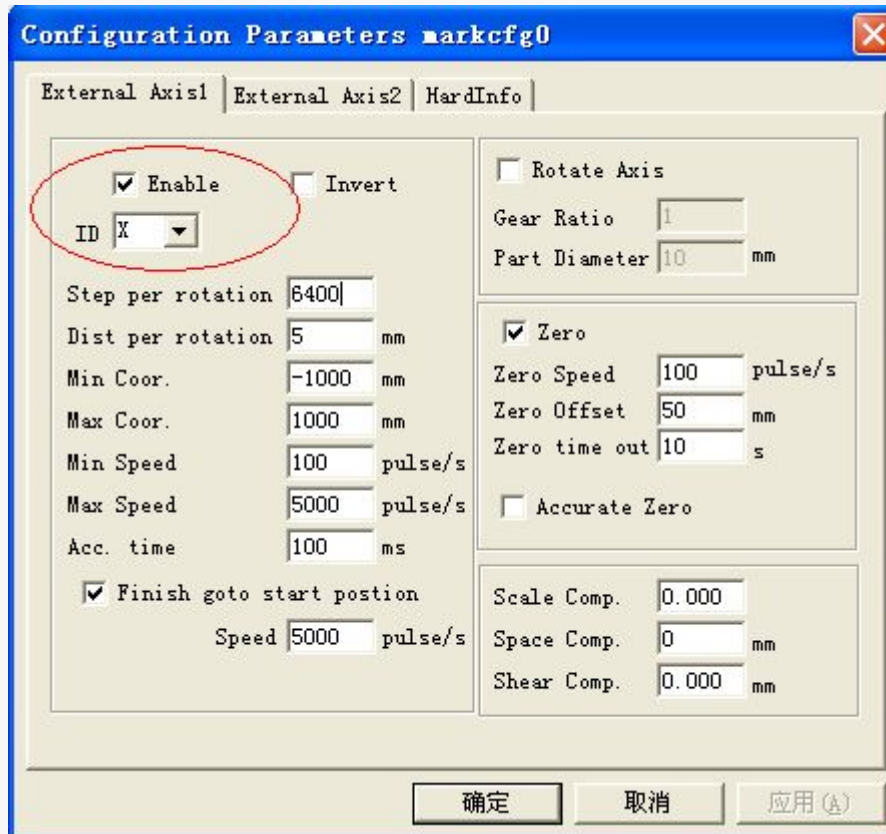 Configuration Parameters markcfg0
External Axis1 External Axis2 HardInfo
Enable Invert
ID X
Step per rotation 6400
Dist per rotation 5 mm
Min Coor. -1000 mm
Max Coor. 1000 mm
Min Speed 100 pulse/s
Max Speed 5000 pulse/s
Acc. time 100 ms
Finish goto start postion
Speed 5000 pulse/s
Rotate Axis
Gear Ratio 1
Part Diameter 10 mm
Zero
Zero Speed 100 pulse/s
Zero Offset 50 mm
Zero time out 10 s
Accurate Zero
Scale Comp. 0.000
Space Comp. 0 mm
Shear Comp. 0.000 mm
确定 取消 应用(A)